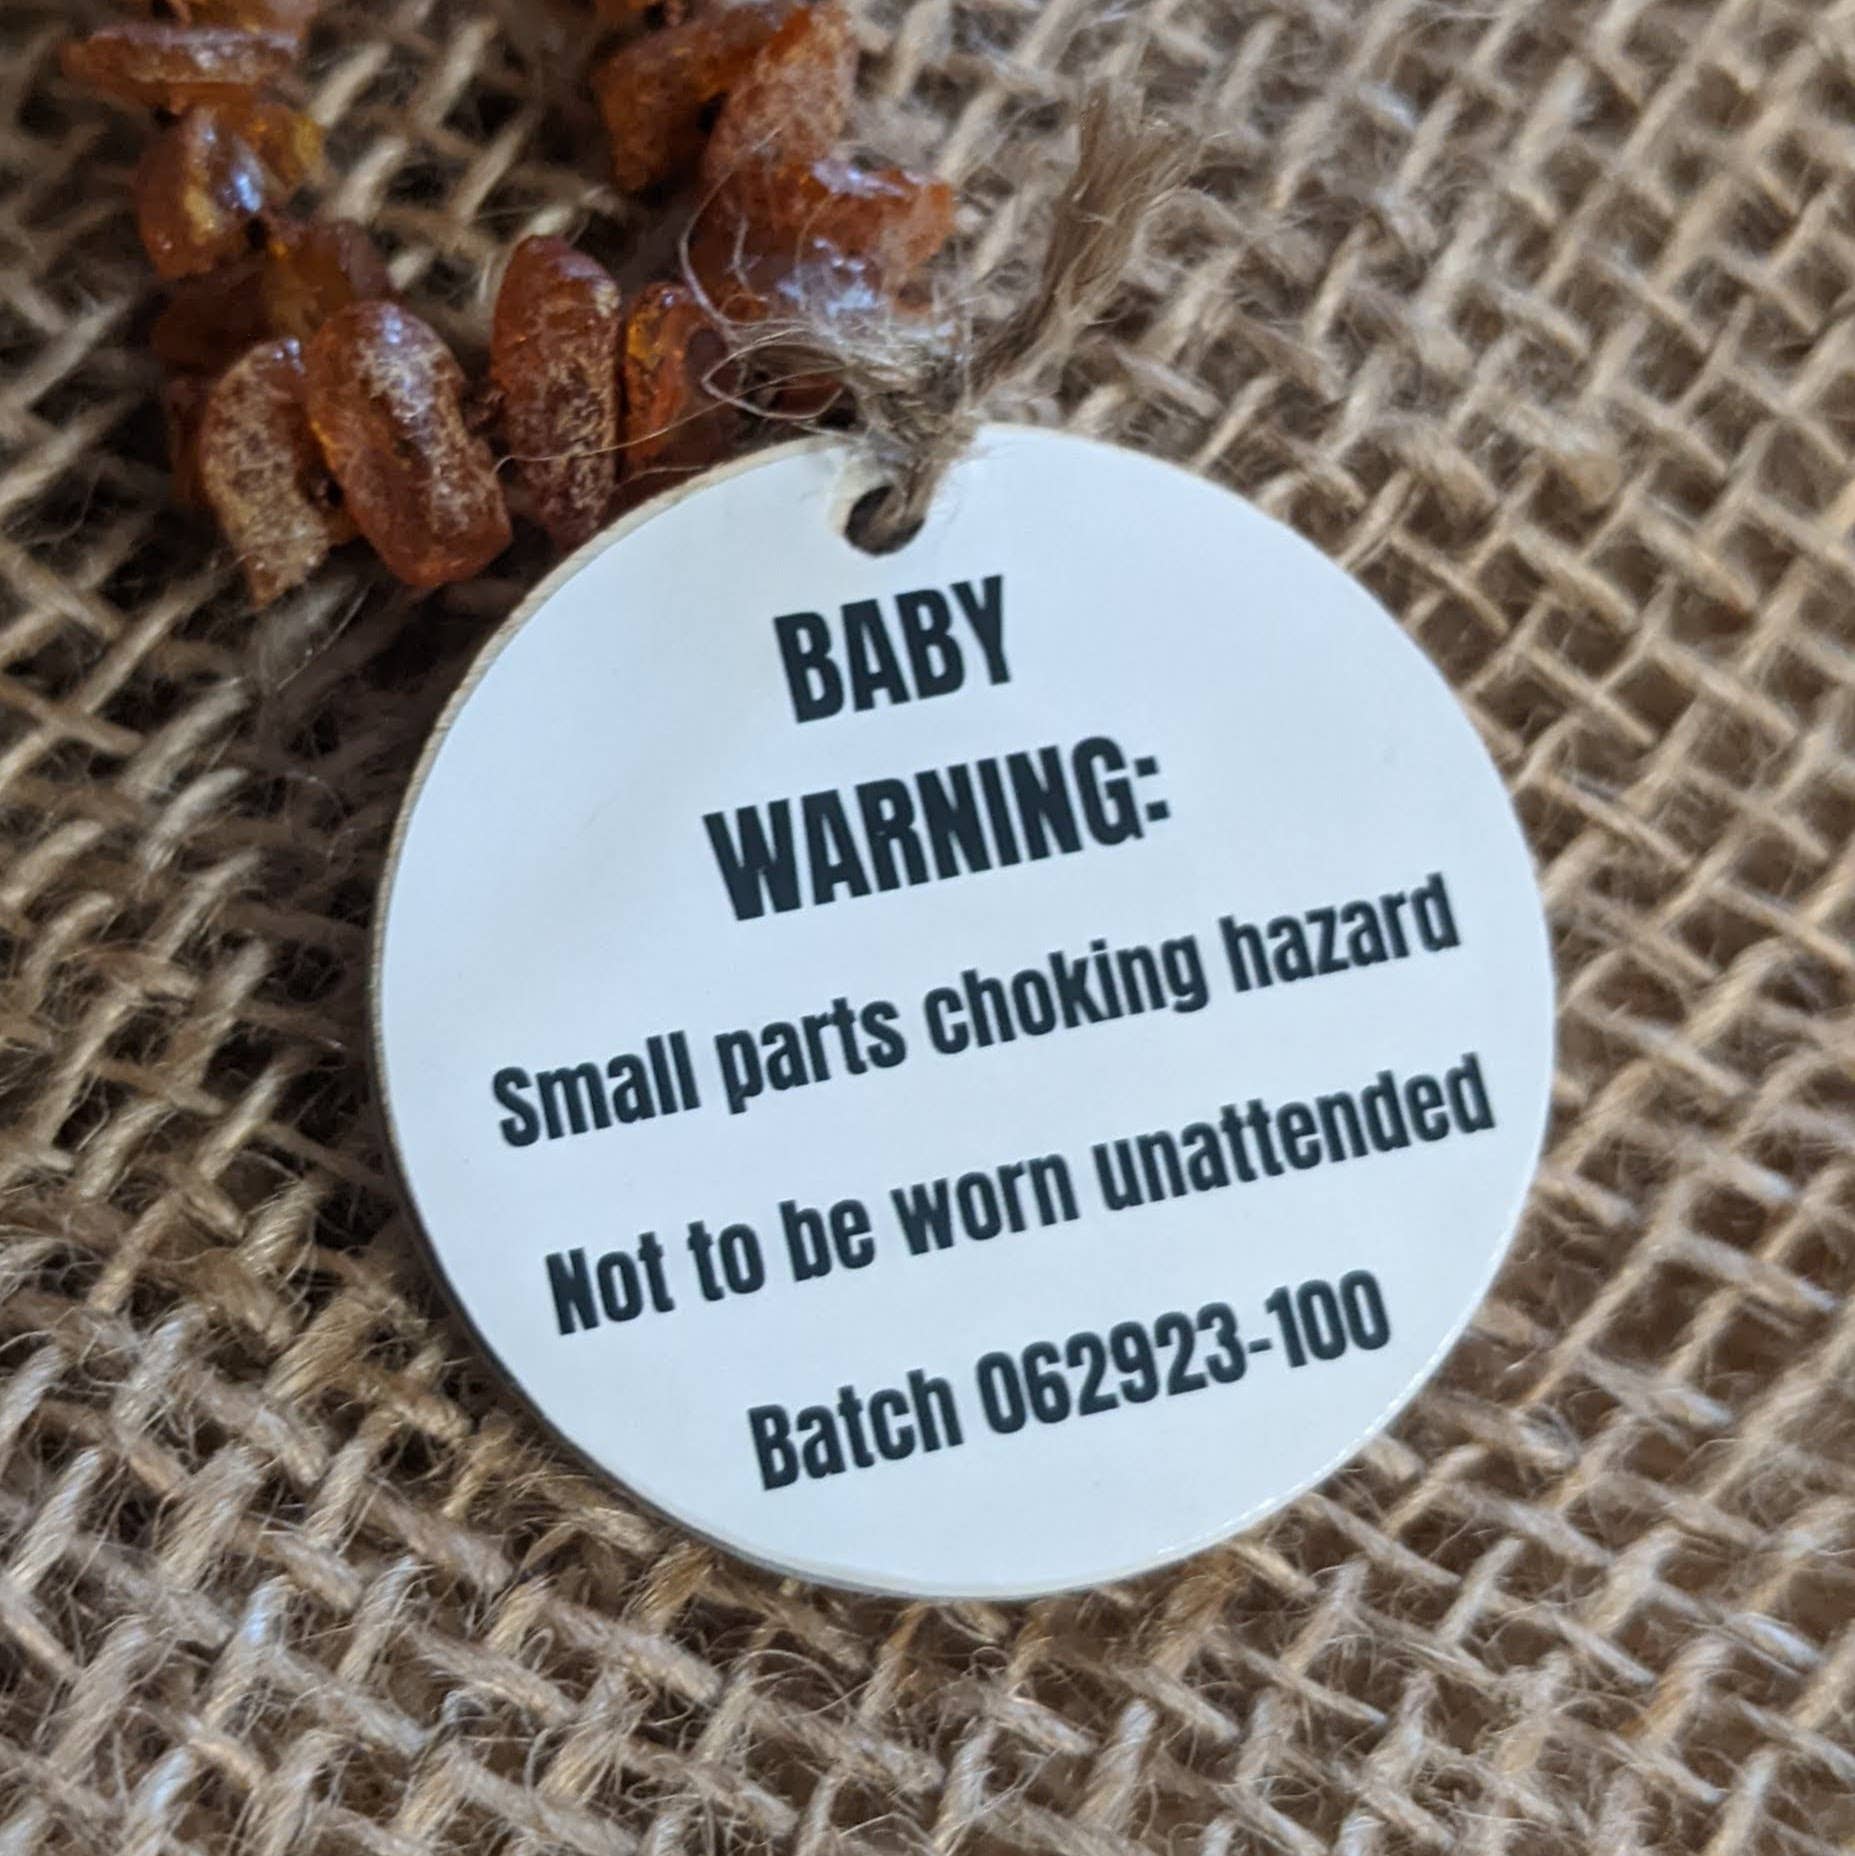 BABY
WARNING:
Small parts choking hazard
Not to be worn unattended
Batch 062923-100